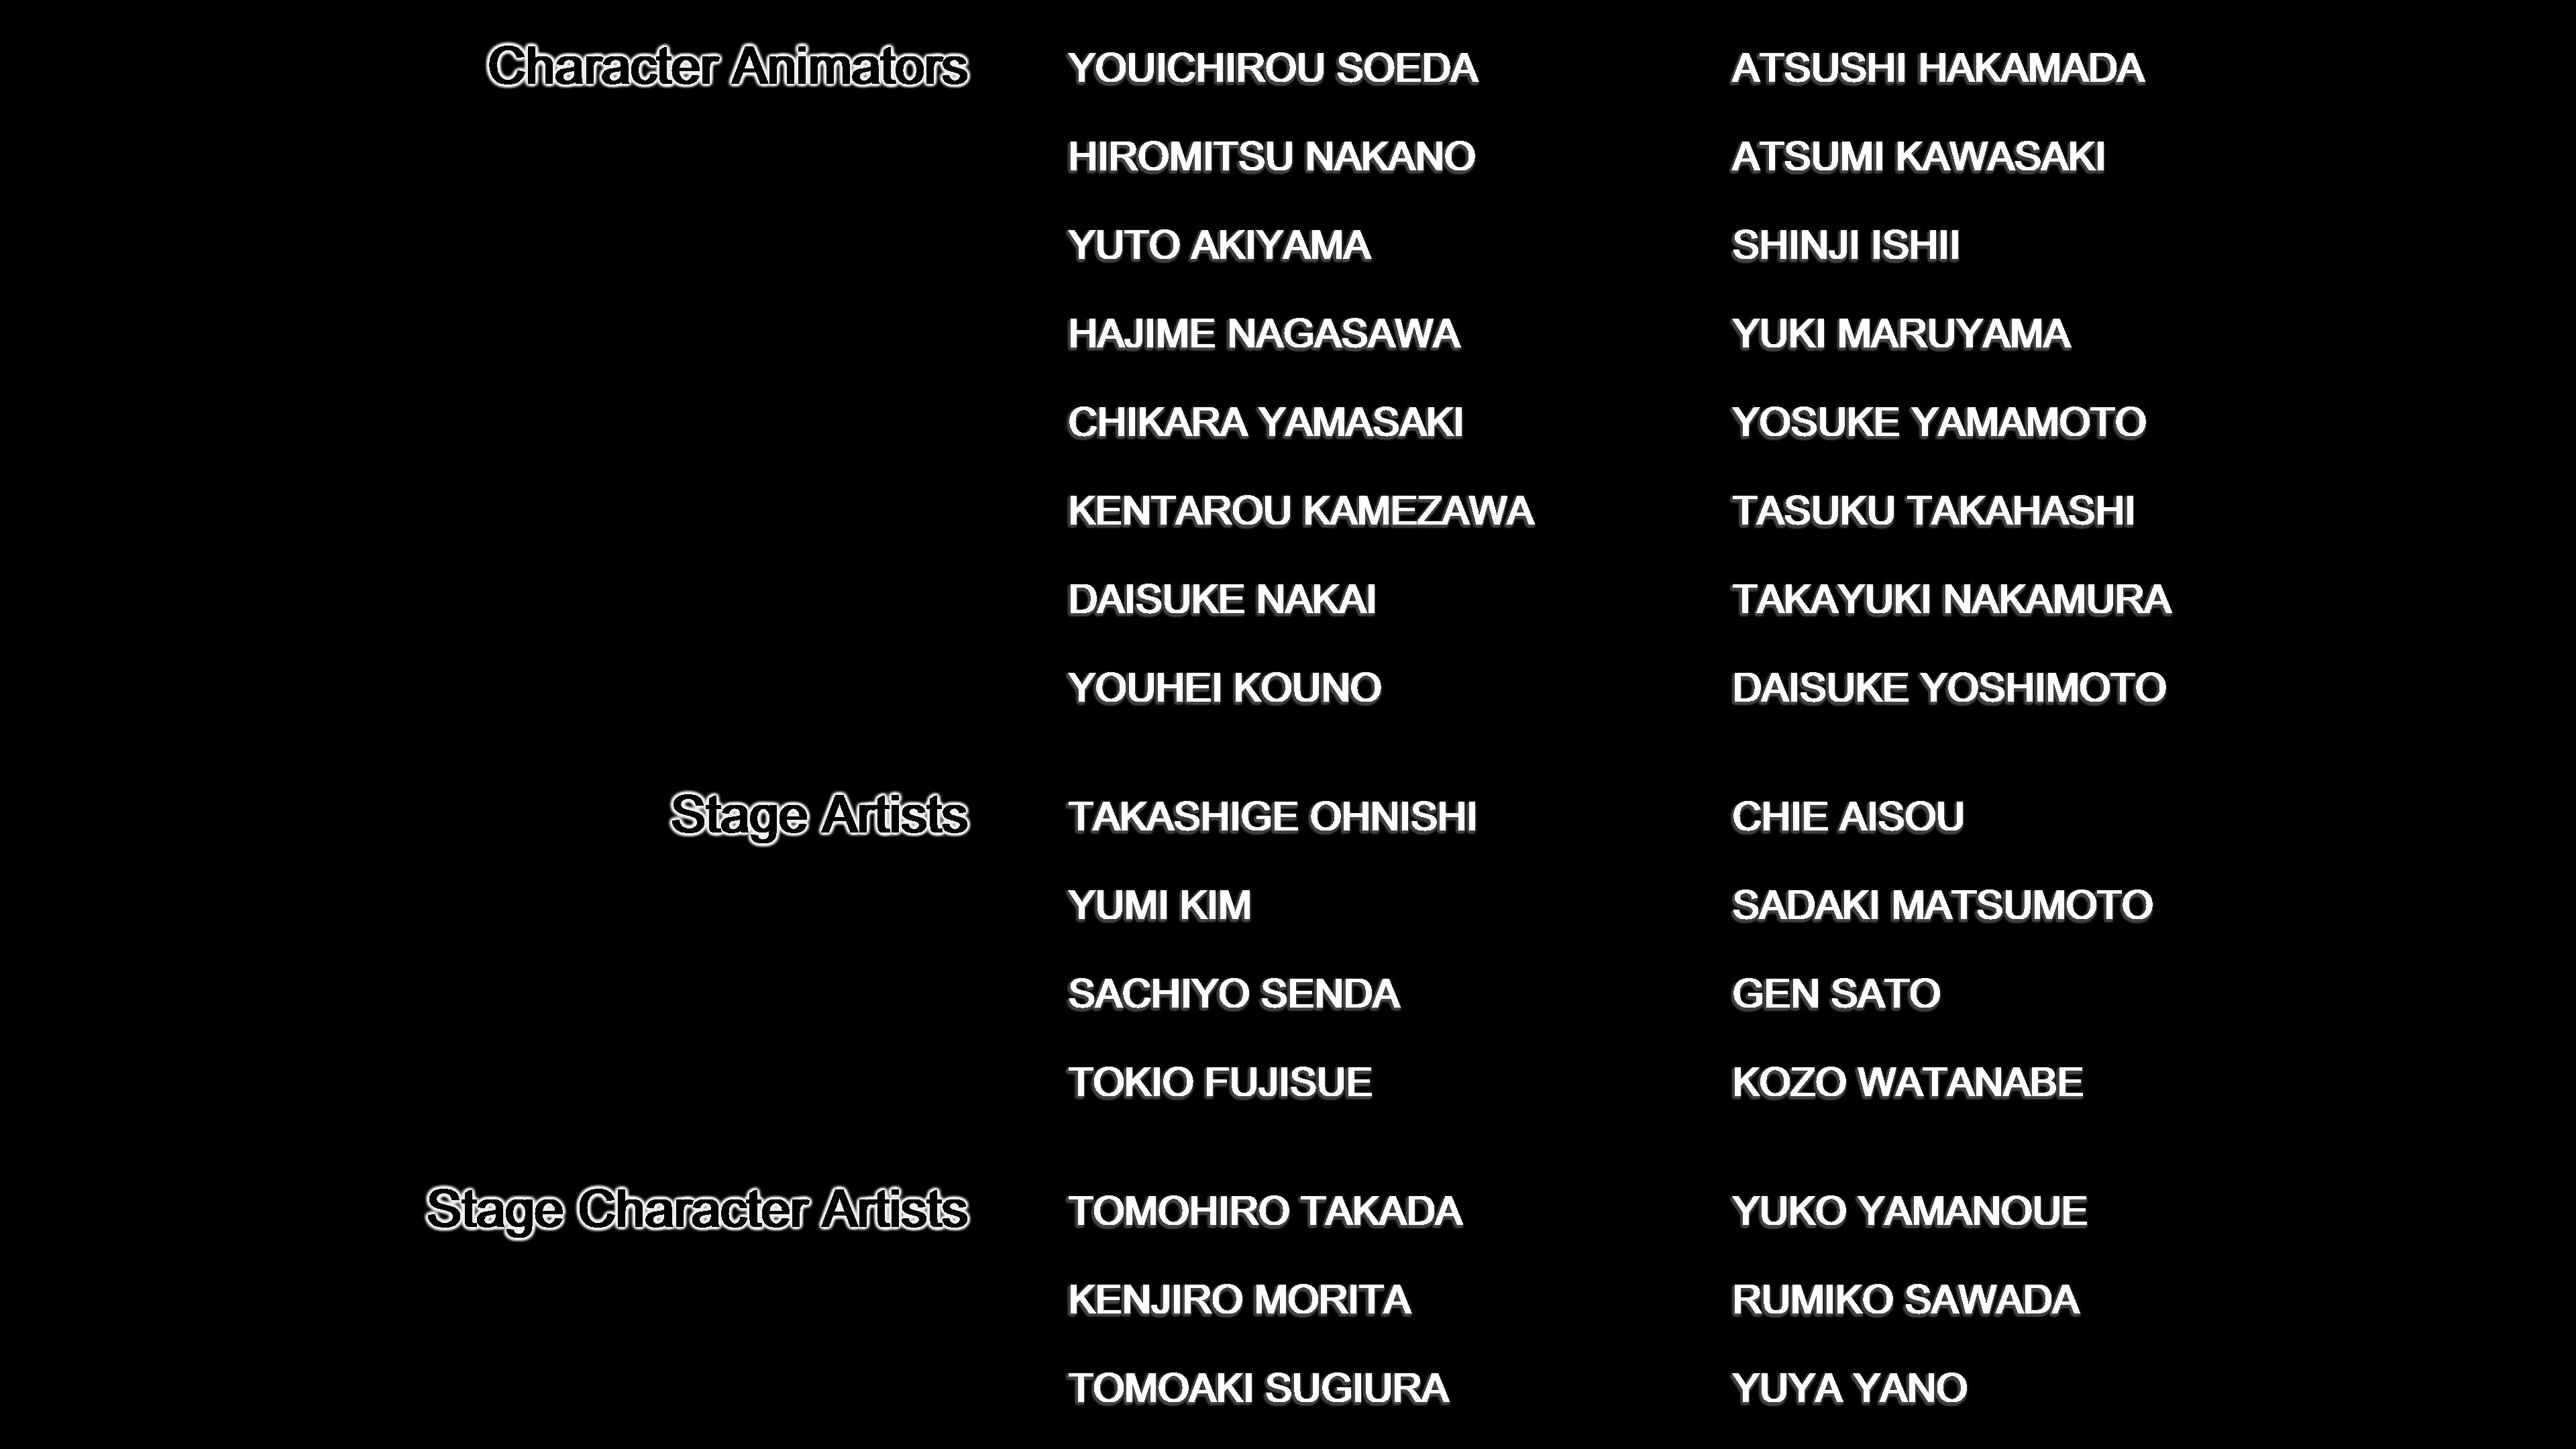 Character Animators YOUICHIROU SOEDA ATSUSHI HAKAMADA
HIROMITSU NAKANO ATSUMI KAWASAKI
YUTO AKIYAMA SHINJI ISHII
HAJIME NAGASAWA YUKI MARUYAMA
CHIKARA YAMASAKI YOSUKE YAMAMOTO
KENTAROU KAMEZAWA TASUKU TAKAHASHI
DAISUKE NAKAI TAKAYUKI NAKAMURA
YOUHEI KOUNO DAISUKE YOSHIMOTO
Stage Artists TAKASHIGE OHNISHI CHIE AISOU
YUMI KIM SADAKI MATSUMOTO
SACHIYO SENDA GEN SATO
TOKIO FUJISUE KOZO WATANABE
Stage Character Artists TOMOHIRO TAKADA YUKO YAMANOUE
KENJIRO MORITA RUMIKO SAWADA
TOMOAKI SUGIURA YUYA YANO